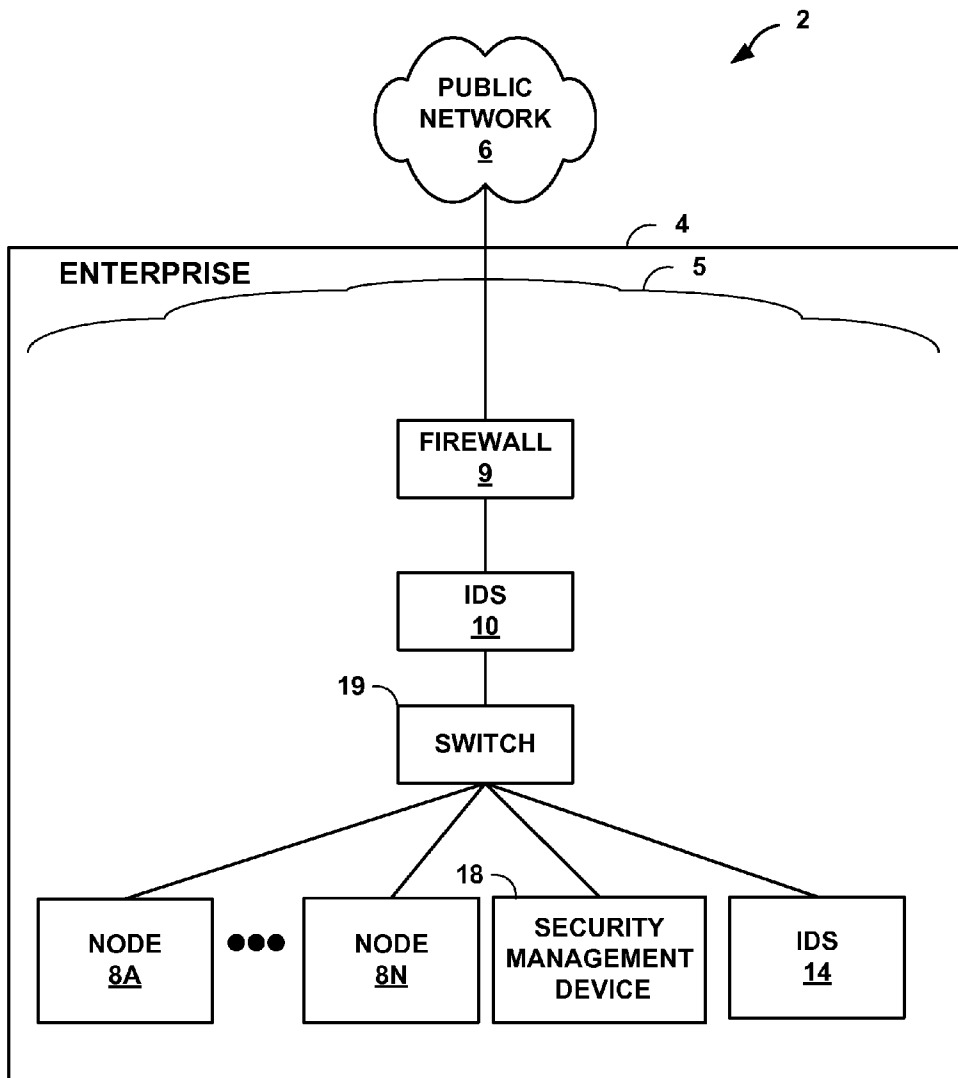 2
PUBLIC
NETWORK
6
4
ENTERPRISE
5
FIREWALL
9
IDS
10
19
SWITCH
18
NODE
8A
NODE
8N
SECURITY
MANAGEMENT
DEVICE
IDS
14